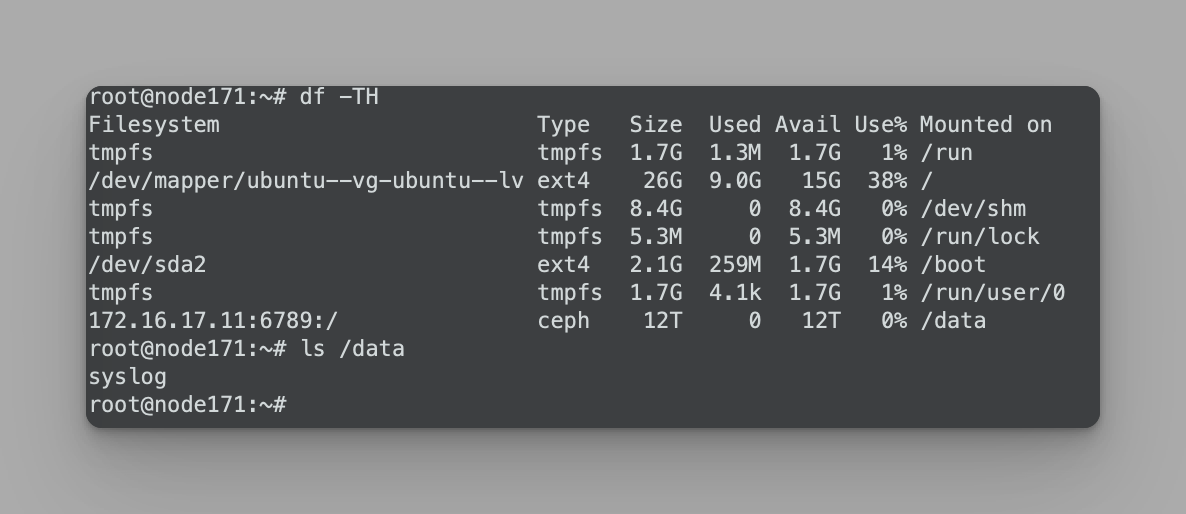 root@node171:~# df -TH
Filesystem                        Type   Size  Used Avail Use% Mounted on
tmpfs                             tmpfs  1.7G  1.3M  1.7G   1% /run
/dev/mapper/ubuntu--vg-ubuntu--lv ext4    26G  9.0G   15G  38% /
tmpfs                             tmpfs  8.4G     0  8.4G   0% /dev/shm
tmpfs                             tmpfs  5.3M     0  5.3M   0% /run/lock
/dev/sda2                         ext4   2.1G  259M  1.7G  14% /boot
tmpfs                             tmpfs  1.7G  4.1k  1.7G   1% /run/user/0
172.16.17.11:6789:/               ceph    12T     0   12T   0% /data
root@node171:~# ls /data
syslog
root@node171:~#